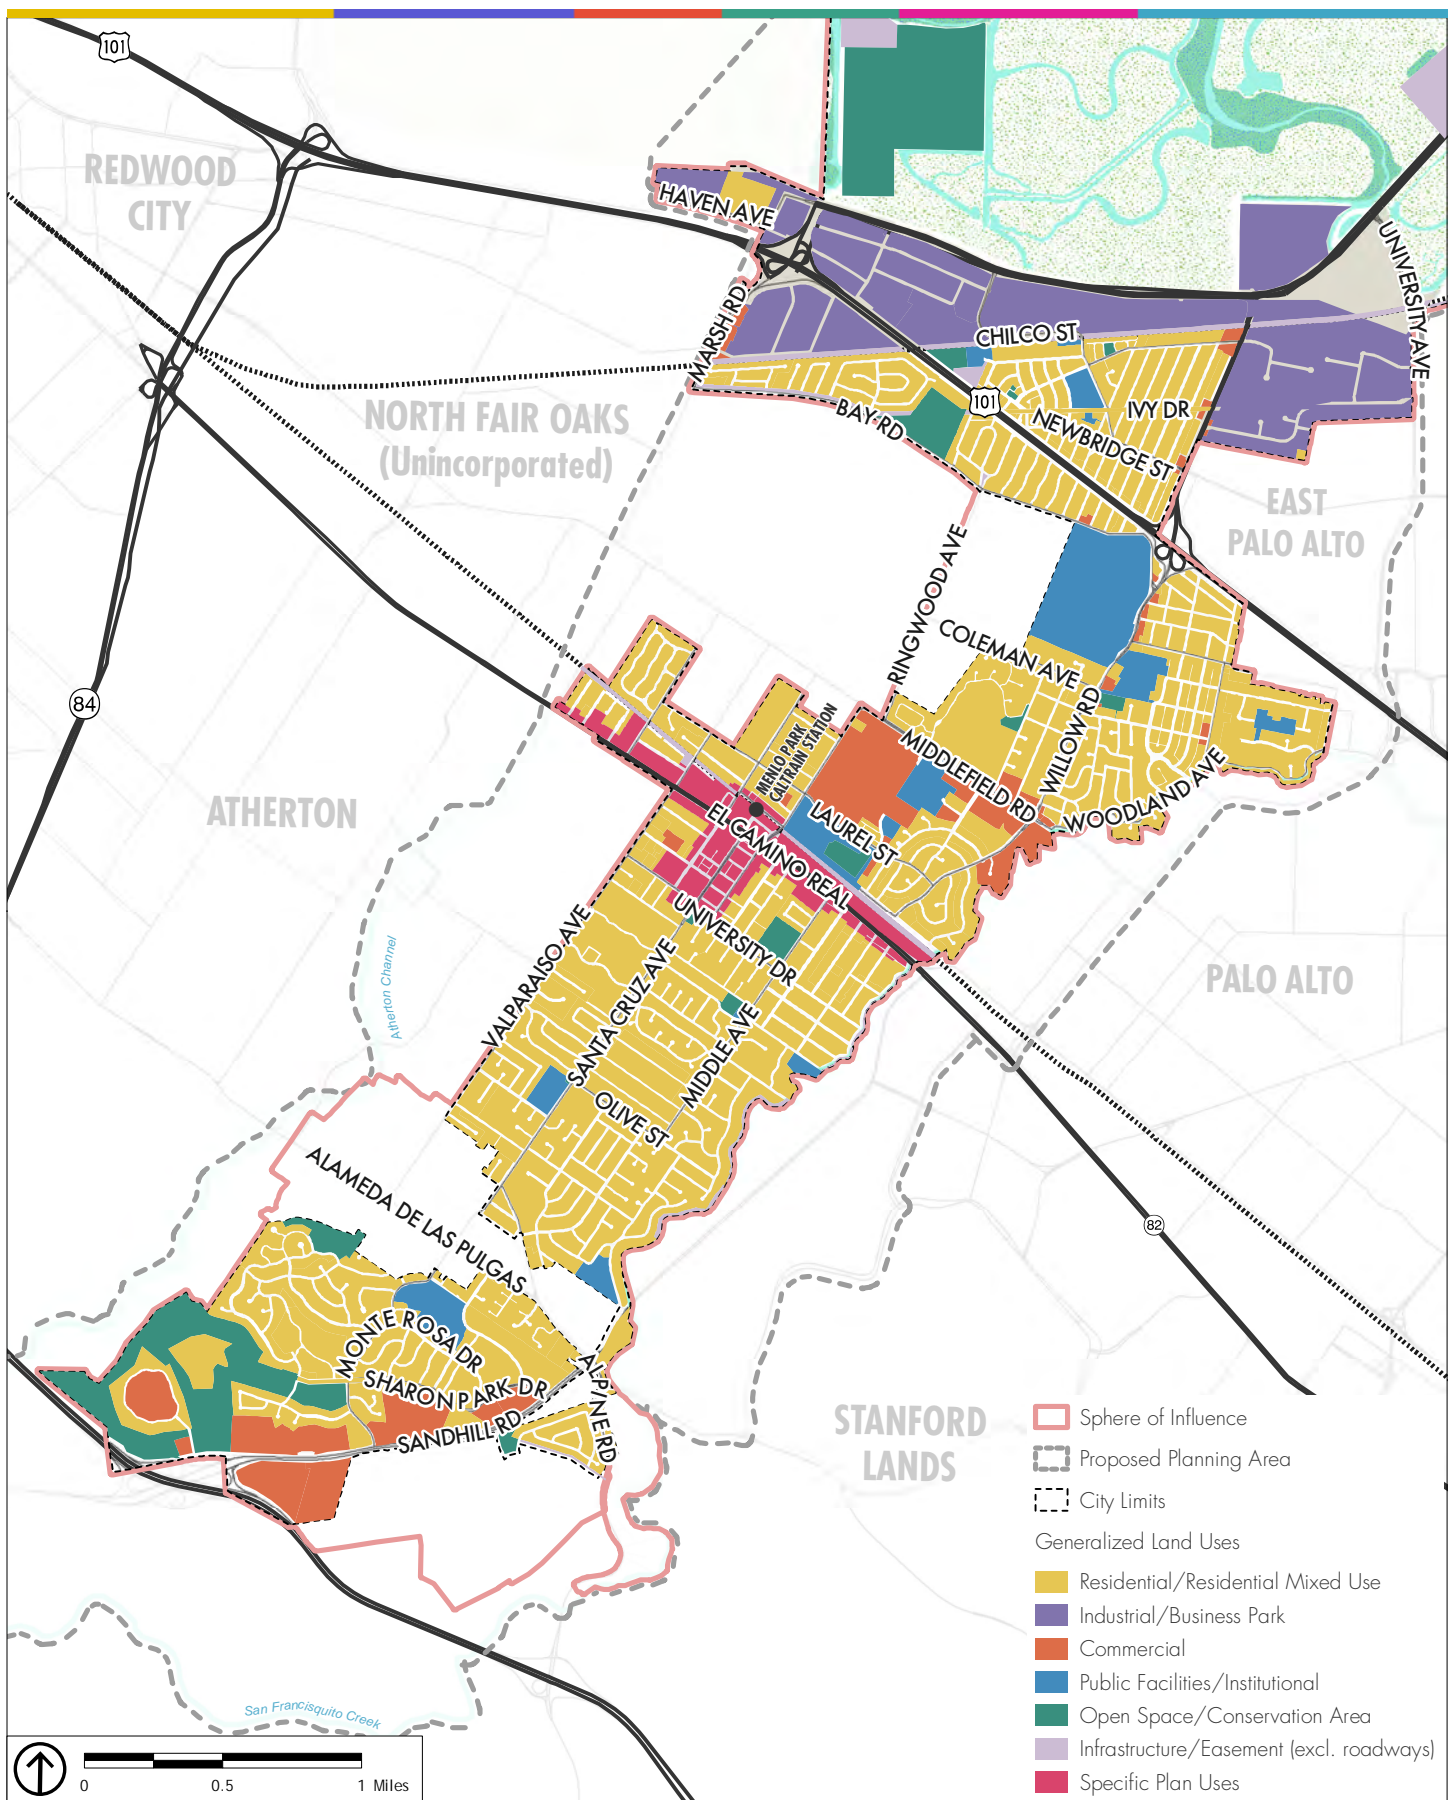 101
REDWOOD
CITY
HAVEN AVE
UNIVERSITY AVE
MARSH RD
CHILCO ST
NORTH FAIR OAKS
(Unincorporated)
101
BAY RD
IVY DR
NEWBRIDGE ST
EAST
PALO ALTO
RINGWOOD AVE
COLEMAN AVE
84
MENLO PARK
CALTRAIN STATION
WILLOW RD
MIDDLEFIELD RD
WOODLAND AVE
ATHERTON
LAUREL ST
EL CAMINO REAL
UNIVERSITY DR
Atherton Channel
VALPARAISO AVE
SANTA CRUZ AVE
MIDDLE AVE
PALO ALTO
OLIVE ST
ALAMEDA DE LAS PULGAS
82
MONTE ROSA DR
SHARON PARK DR
ALPINE RD
SANDHILL RD
STANFORD
LANDS
Sphere of Influence
Proposed Planning Area
City Limits
Generalized Land Uses
Residential/Residential Mixed Use
Industrial/Business Park
Commercial
Public Facilities/Institutional
Open Space/Conservation Area
Infrastructure/Easement (excl. roadways)
Specific Plan Uses
San Francisquito Creek
0 0.5 1 Miles